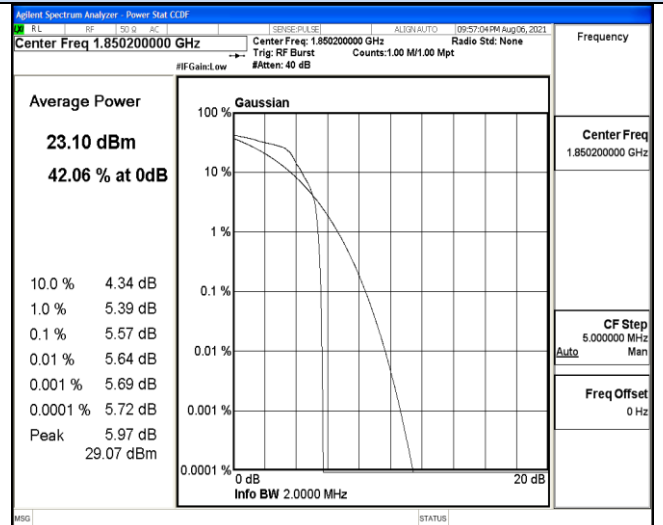 Agilent Spectrum Analyzer - Power Stat CCDF
RL RF 50 Ω AC SENSE:PULSE ALIGN AUTO 09:57:04 PM Aug 06, 2021
Center Freq 1.850200000 GHz
Center Freq: 1.850200000 GHz Radio Std: None
Trig: RF Burst Counts:1.00 M/1.00 Mpt
#IFGain:Low #Atten: 40 dB
Frequency
Average Power
23.10 dBm
42.06 % at 0dB
10.0 % 4.34 dB
1.0 % 5.39 dB
0.1 % 5.57 dB
0.01 % 5.64 dB
0.001 % 5.69 dB
0.0001 % 5.72 dB
Peak 5.97 dB
29.07 dBm
Gaussian
100 %
10 %
1 %
0.1 %
0.01 %
0.001 %
0.0001 %
0 dB 20 dB
Info BW 2.0000 MHz
Center Freq
1.850200000 GHz
CF Step
5.000000 MHz
Auto Man
Freq Offset
0 Hz
MSG STATUS